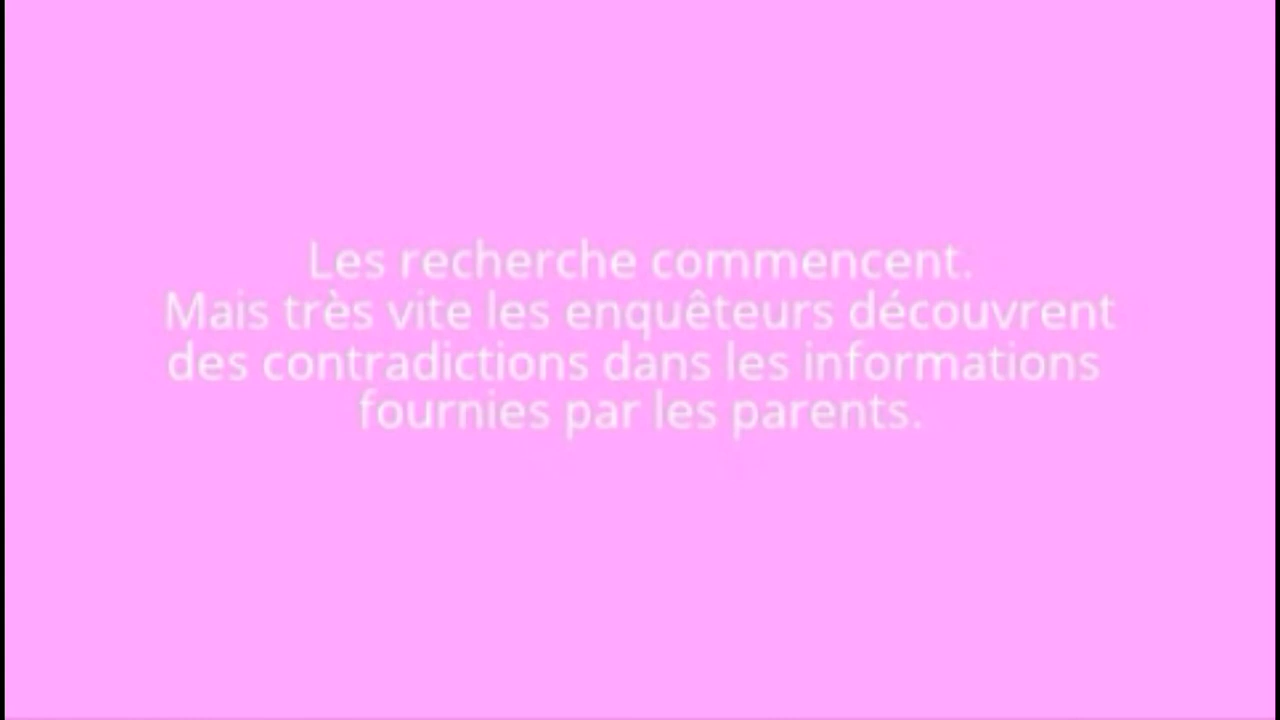 Les recherche commencent.
Mais très vite les enquêteurs découvrent
des contradictions dans les informations
fournies par les parents.